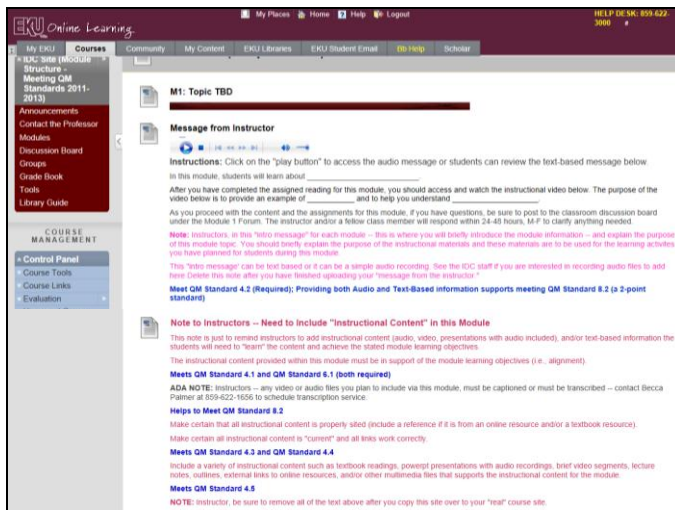 My Places Home Help Logout
HELP DESK: 859-622-
3000
EKU Online Learning
My EKU Courses Community My Content EKU Libraries EKU Student Email Bb Help Scholar
IDC Site (Module
Structure -
Meeting QM
Standards 2011-
2013)
Announcements
Contact the Professor
Modules
Discussion Board
Groups
Grade Book
Tools
Library Guide
COURSE
MANAGEMENT
Control Panel
Course Tools
Course Links
Evaluation
M1: Topic TBD
Message from Instructor
Instructions: Click on the "play button" to access the audio message or students can review the text-based message below
In this module, students will learn about ____________________.
After you have completed the assigned reading for this module, you should access and watch the instructional video below. The purpose of the
video below is to provide an example of ___________ and to help you understand ____________________.
As you proceed with the content and the assignments for this module, if you have questions, be sure to post to the classroom discussion board
under the Module 1 Forum. The instructor and/or a fellow class member will respond within 24-48 hours, M-F to clarify anything needed.
Note: Instructors, in this "intro message" for each module -- this is where you will briefly introduce the module information -- and explain the purpose
of this module topic. You should briefly explain the purpose of the instructional materials and these materials are to be used for the learning activites
you have planned for students during this module.
This "intro message' can be text based or it can be a simple audio recording. See the IDC staff if you are interested in recording audio files to add
here Delete this note after you have finished uploading your "message from the instructor."
Meet QM Standard 4.2 (Required); Providing both Audio and Text-Based information supports meeting QM Standard 8.2 (a 2-point
standard)
Note to Instructors -- Need to include "Instructional Content" in this Module
This note is just to remind instructors to add instructional content (audio, video, presentations with audio included), and/or text-based information the
students will need to "learn" the content and achieve the stated module learning objectives.
The instructional content provided within this module must be in support of the module learning objectives (i.e., alignment).
Meets QM Standard 4.1 and QM Standard 6.1 (both required)
ADA NOTE: Instructors -- any video or audio files you plan to include via this module, must be captioned or must be transcribed -- contact Becca
Palmer at 859-622-1656 to schedule transcription service.
Helps to Meet QM Standard 8.2
Make certain that all instructional content is properly sited (include a reference if it is from an online resource and/or a textbook resource).
Make certain all instructional content is "current" and all links work correctly.
Meets QM Standard 4.3 and QM Standard 4.4
Include a variety of instructional content such as textbook readings, powerpt presentations with audio recordings, brief video segments, lecture
notes, outlines, external links to online resources, and/or other multimedia files that supports the instructional content for the module.
Meets QM Standard 4.5
NOTE: Instructor, be sure to remove all of the text above after you copy this site over to your "real" course site.